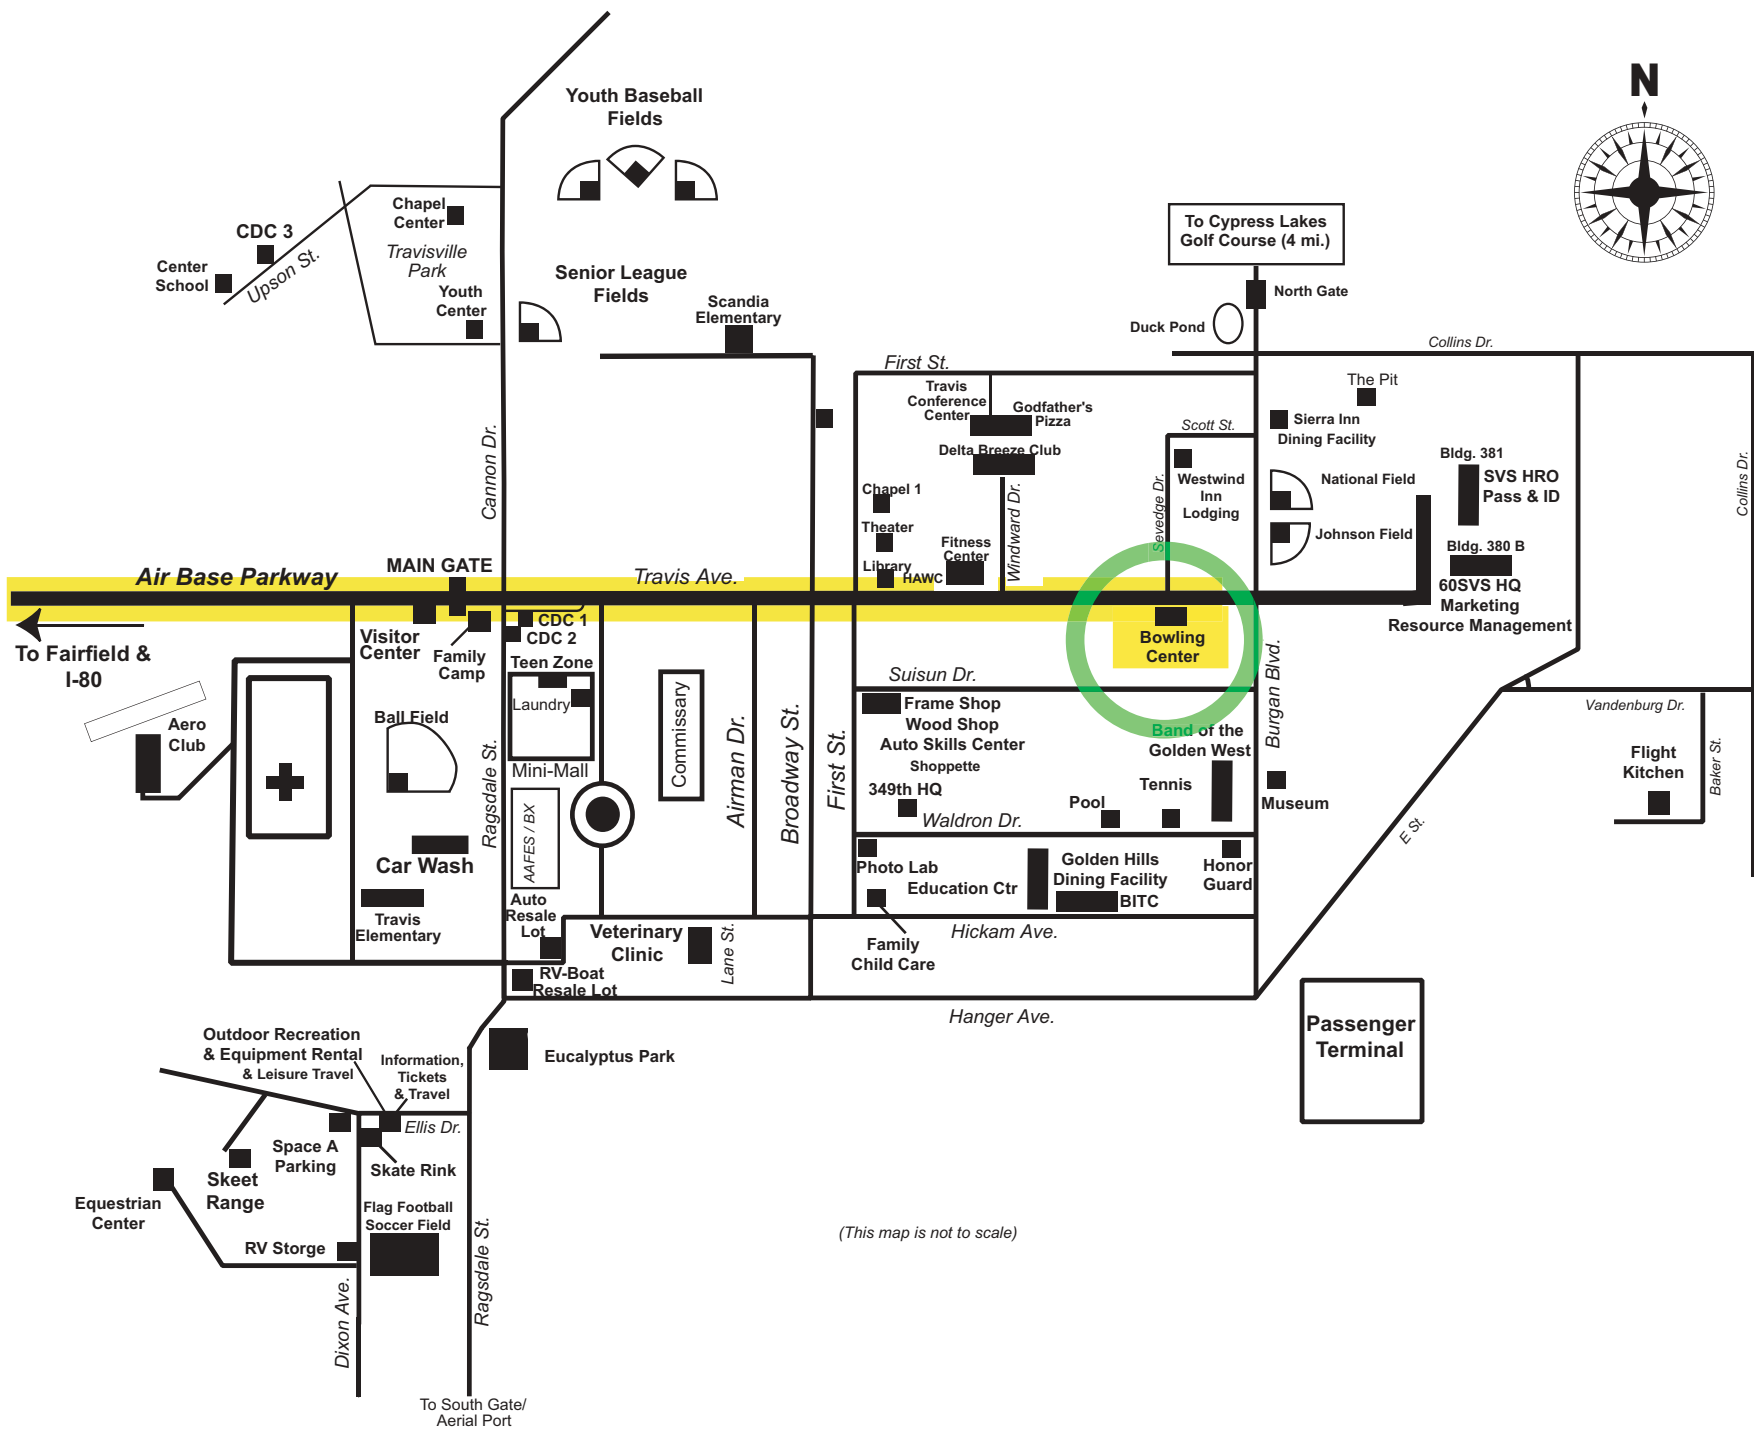 N
Youth Baseball
Fields
Chapel
Center
CDC 3
Travisville
Park
Center
School
Upson St.
Youth
Center
Senior League
Fields
Scandia
Elementary
To Cypress Lakes
Golf Course (4 mi.)
North Gate
Duck Pond
Collins Dr.
First St.
Travis
Conference
Center
Godfather's
Pizza
Delta Breeze Club
The Pit
Sierra Inn
Dining Facility
Scott St.
Cannon Dr.
Chapel 1
Theater
Library
HAWC
Fitness
Center
Windward Dr.
Sevedge Dr.
Westwind
Inn
Lodging
National Field
Johnson Field
Bldg. 381
SVS HRO
Pass & ID
Collins Dr.
Bldg. 380 B
60SVS HQ
Marketing
Resource Management
MAIN GATE
Air Base Parkway
Travis Ave.
To Fairfield &
I-80
Visitor
Center
Family
Camp
CDC 1
CDC 2
Teen Zone
Laundry
Mini-Mall
Commissary
Bowling
Center
Suisun Dr.
Burgan Blvd.
Aero
Club
Ball Field
Ragsdale St.
AAFES / BX
Airman Dr.
Broadway St.
First St.
Frame Shop
Wood Shop
Auto Skills Center
Shoppette
349th HQ
Waldron Dr.
Band of the
Golden West
Tennis
Pool
Museum
Vandenburg Dr.
Flight
Kitchen
Baker St.
E St.
Car Wash
Travis
Elementary
Auto
Resale
Lot
Veterinary
Clinic
Lane St.
RV-Boat
Resale Lot
Photo Lab
Education Ctr
Golden Hills
Dining Facility
BITC
Honor
Guard
Family
Child Care
Hickam Ave.
Hanger Ave.
Passenger
Terminal
Eucalyptus Park
Outdoor Recreation
& Equipment Rental
& Leisure Travel
Information,
Tickets
& Travel
Ellis Dr.
Space A
Parking
Skate Rink
Skeet
Range
Equestrian
Center
Flag Football
Soccer Field
RV Storge
Dixon Ave.
Ragsdale St.
(This map is not to scale)
To South Gate/
Aerial Port